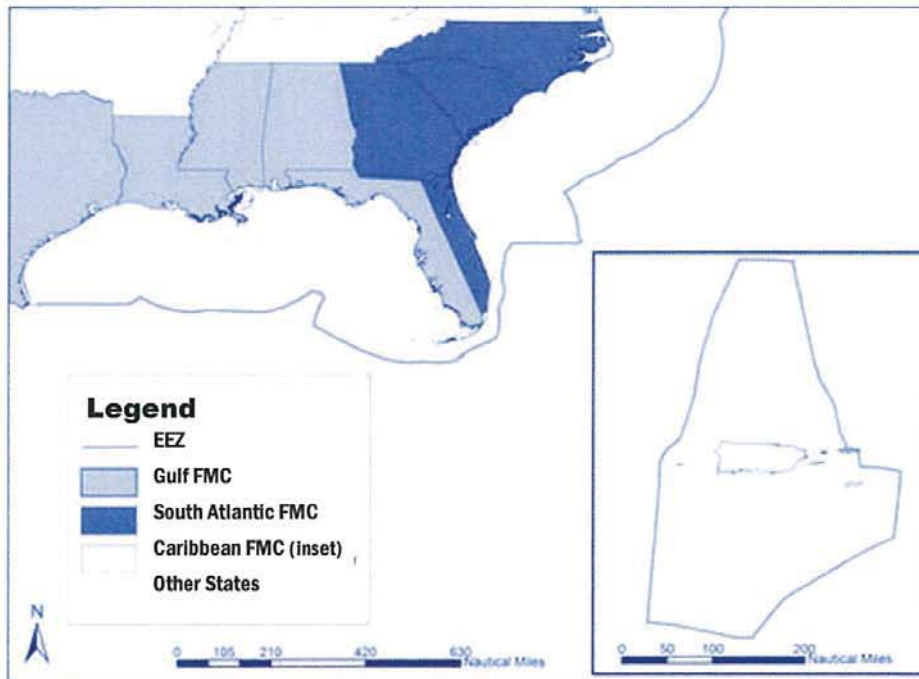 Legend
EEZ
Gulf FMC
South Atlantic FMC
Caribbean FMC (inset)
Other States
N
0 105 210 420 630
Nautical Miles
0 100 200
Nautical Miles